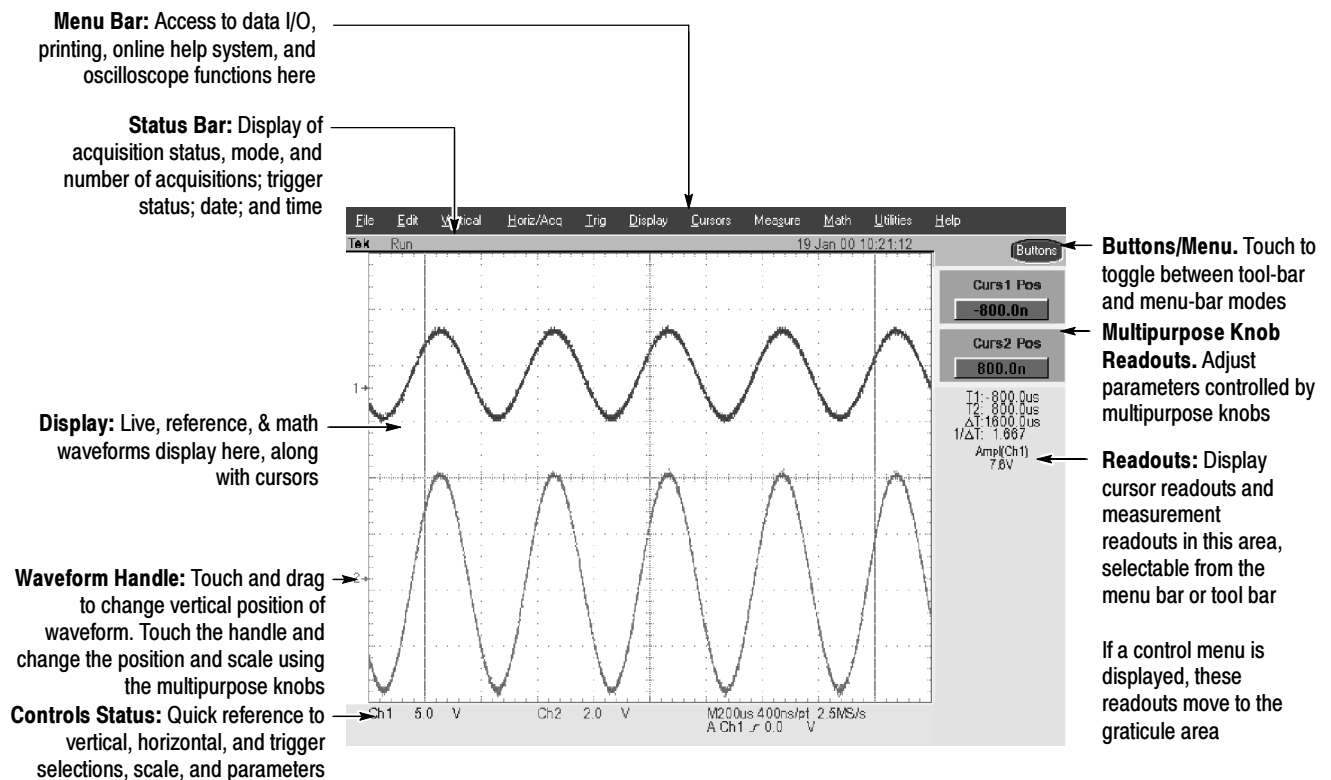 Menu Bar: Access to data I/O,
printing, online help system, and
oscilloscope functions here
Status Bar: Display of
acquisition status, mode, and
number of acquisitions; trigger
status; date; and time
File Edit Vertical Horiz/Acq Trig Display Cursors Measure Math Utilities Help
Tek Run 19 Jan 00 10:21:12
Buttons
Curs1 Pos
-800.0n
Curs2 Pos
800.0n
T1:-800.0us
T2: 800.0us
ΔT:1600.0us
1/ΔT: 1.667
Ampl(Ch1)
7.6V
1
2
Ch1 5.0 V Ch2 2.0 V M200us 400ns/pt 2.5MS/s
A Ch1 0.0 V
Display: Live, reference, & math
waveforms display here, along
with cursors
Waveform Handle: Touch and drag
to change vertical position of
waveform. Touch the handle and
change the position and scale using
the multipurpose knobs
Controls Status: Quick reference to
vertical, horizontal, and trigger
selections, scale, and parameters
Buttons/Menu. Touch to
toggle between tool-bar
and menu-bar modes
Multipurpose Knob
Readouts. Adjust
parameters controlled by
multipurpose knobs
Readouts: Display
cursor readouts and
measurement
readouts in this area,
selectable from the
menu bar or tool bar
If a control menu is
displayed, these
readouts move to the
graticule area